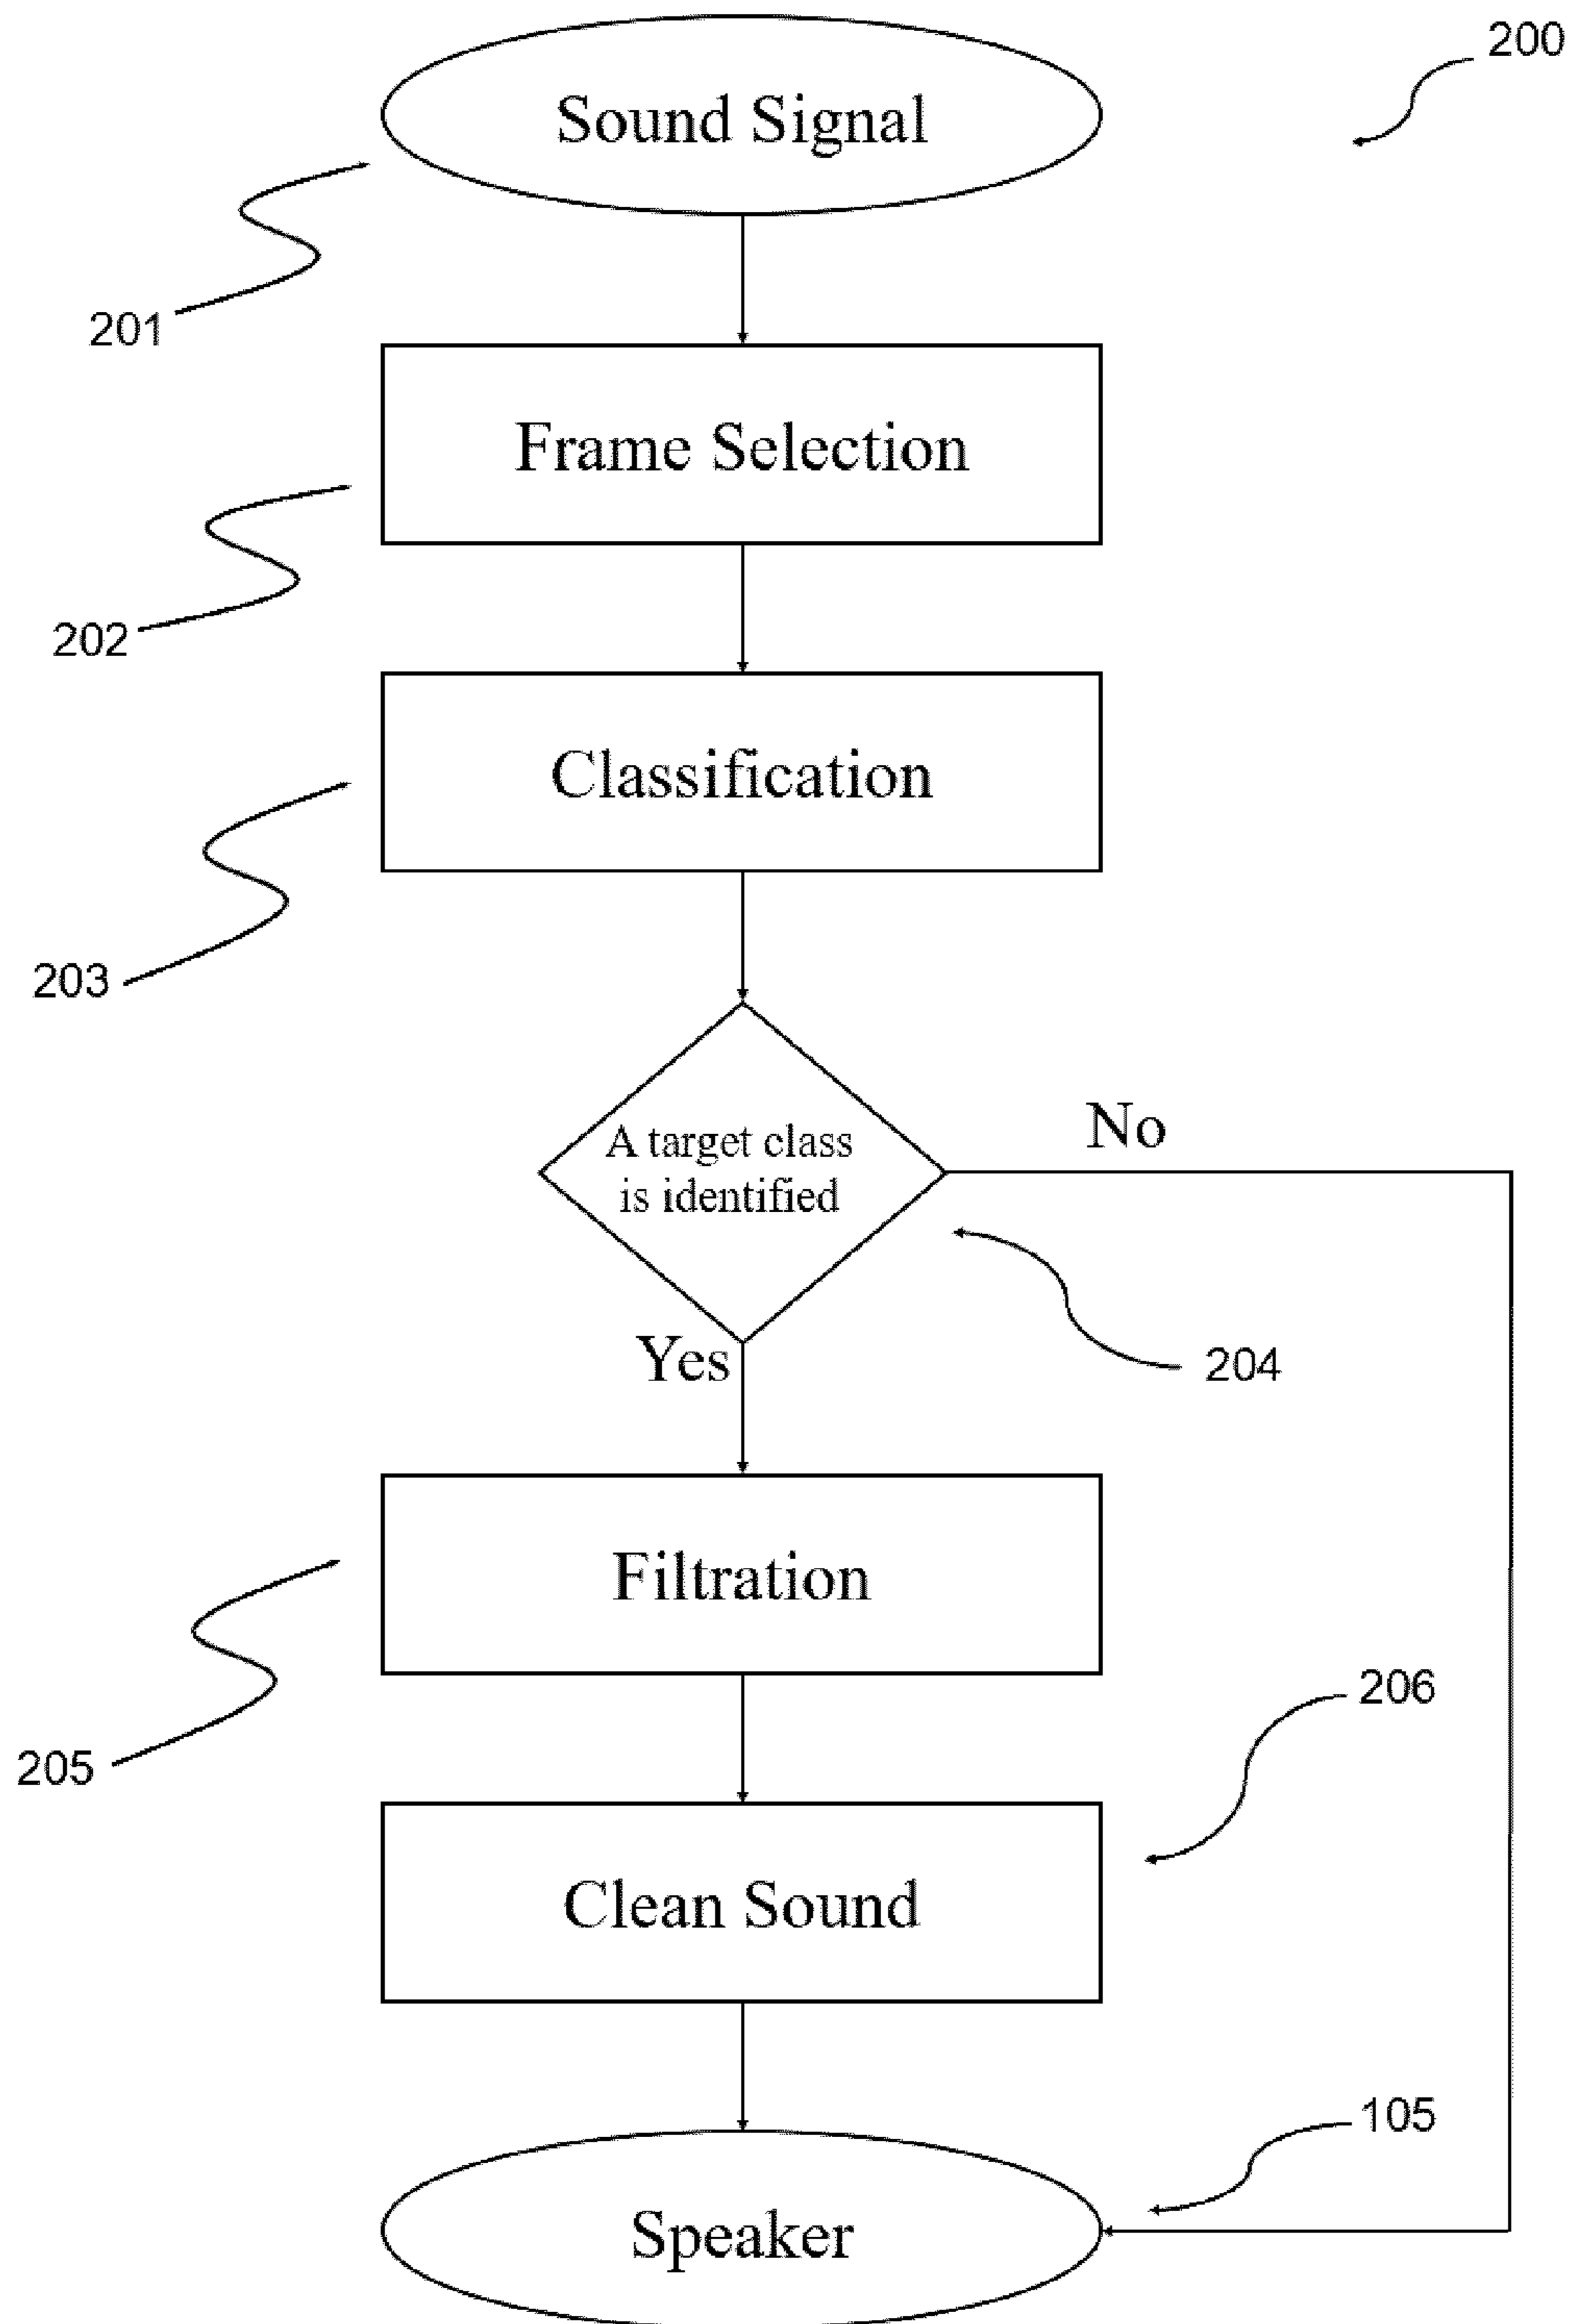 200
Sound Signal
201
Frame Selection
202
Classification
203
A target class
is identified
No
Yes
204
Filtration
205
206
Clean Sound
105
Speaker